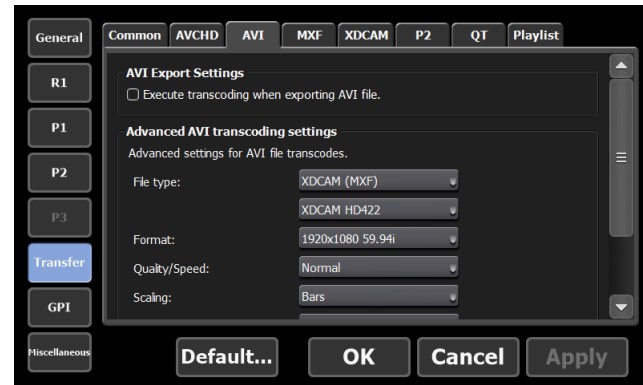 General
R1
P1
P2
P3
Transfer
GPI
Miscellaneous
Common AVCHD AVI MXF XDCAM P2 QT Playlist
AVI Export Settings
Execute transcoding when exporting AVI file.
Advanced AVI transcoding settings
Advanced settings for AVI file transcodes.
File type: XDCAM (MXF)
XDCAM HD422
Format: 1920x1080 59.94i
Quality/Speed: Normal
Scaling: Bars
Default... OK Cancel Apply